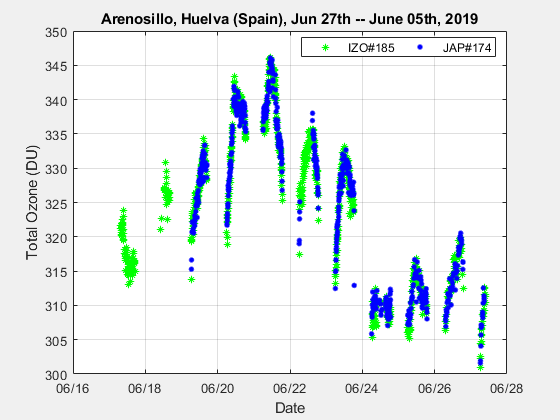 Arenosillo, Huelva (Spain), Jun 27th -- June 05th, 2019
IZO#185 JAP#174
350
345
340
335
330
325
320
315
310
305
300
Total Ozone (DU)
06/16 06/18 06/20 06/22 06/24 06/26 06/28
Date